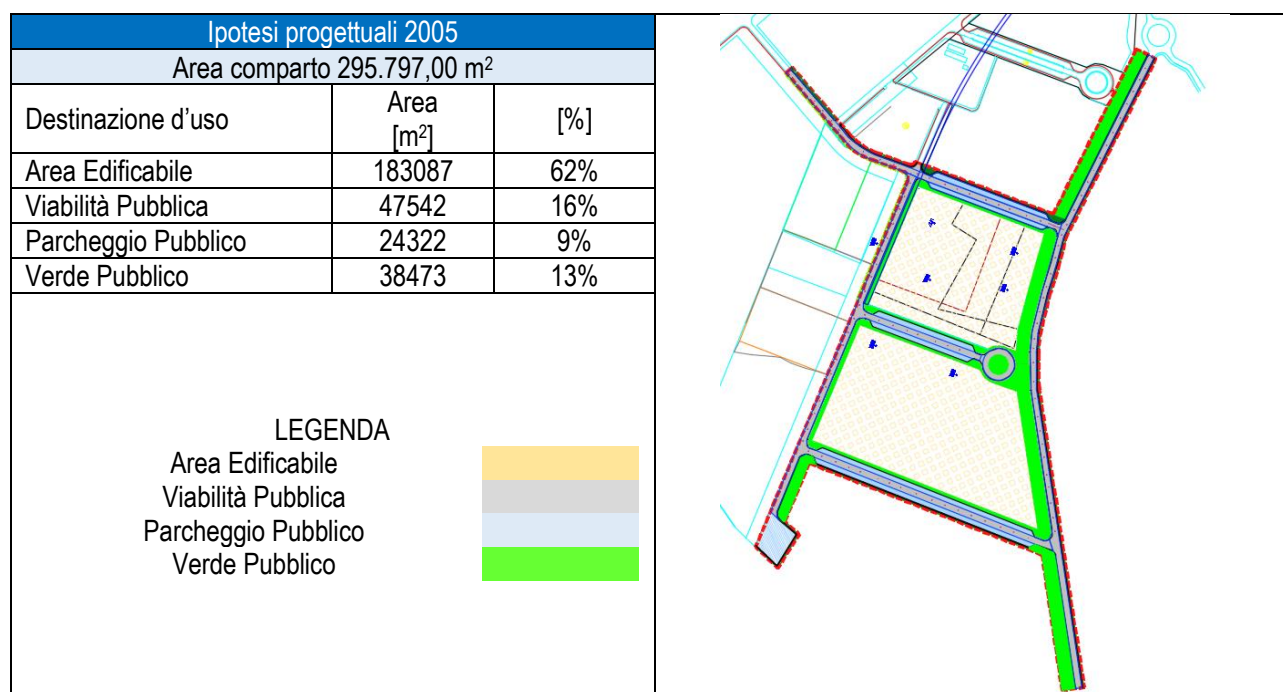 Ipotesi progettuali 2005
Area comparto 295.797,00 m²
Destinazione d'uso Area [m²] [%]
Area Edificabile 183087 62%
Viabilità Pubblica 47542 16%
Parcheggio Pubblico 24322 9%
Verde Pubblico 38473 13%
LEGENDA
Area Edificabile
Viabilità Pubblica
Parcheggio Pubblico
Verde Pubblico